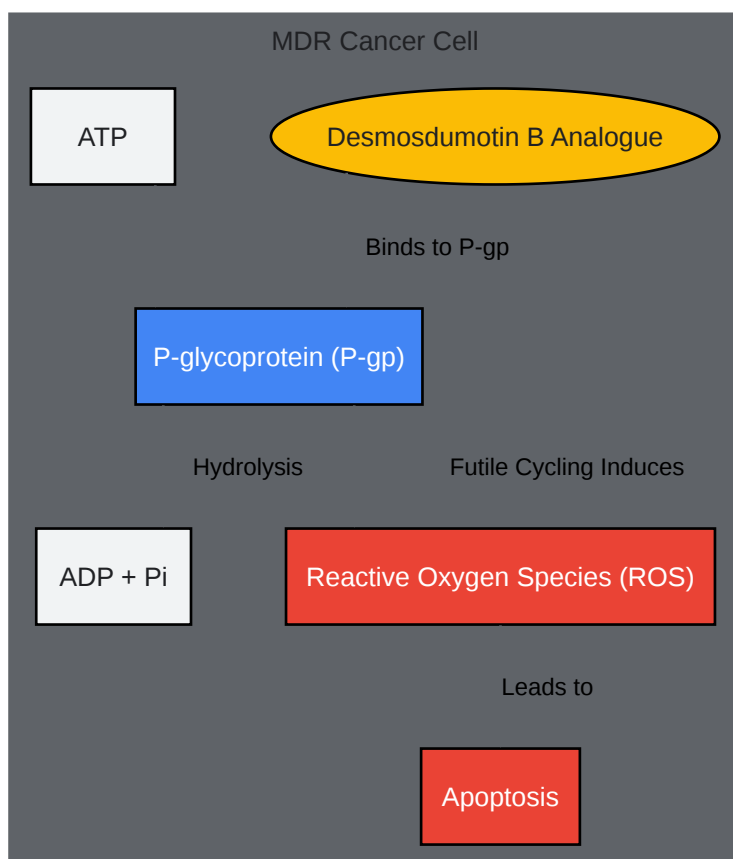 MDR Cancer Cell
ATP
Desmosdumotin B Analogue
Binds to P-gp
P-glycoprotein (P-gp)
Hydrolysis
Futile Cycling Induces
ADP + Pi
Reactive Oxygen Species (ROS)
Leads to
Apoptosis